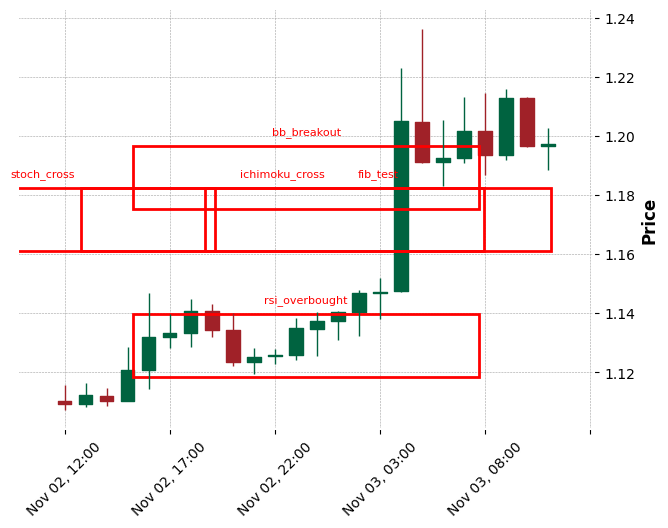 1.24
1.22
bb_breakout
1.20
stoch_cross
ichimoku_cross
fib_test
1.18
Price
1.16
rsi_overbought
1.14
1.12
Nov 02, 12:00
Nov 02, 17:00
Nov 02, 22:00
Nov 03, 03:00
Nov 03, 08:00